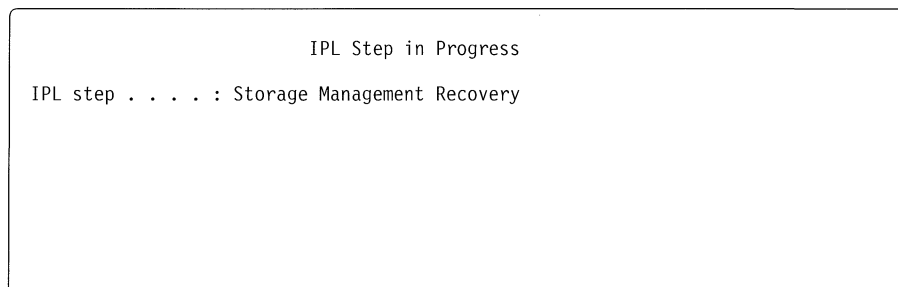 IPL Step in Progress
IPL step . . . . : Storage Management Recovery